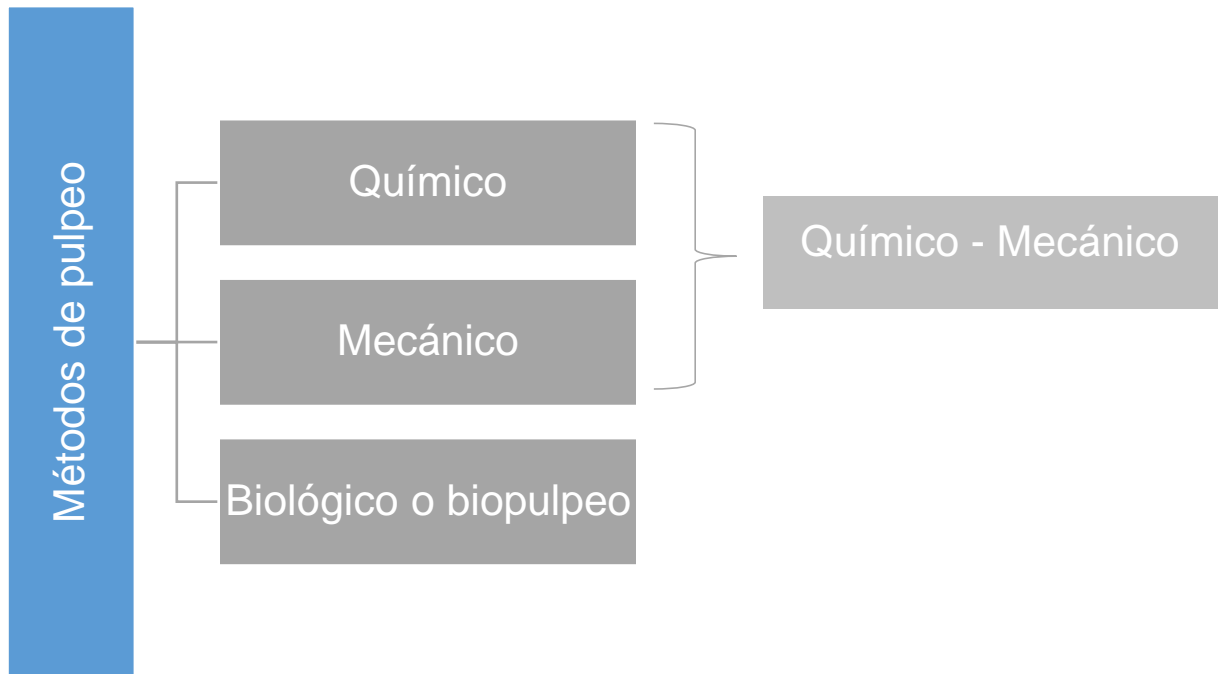 Métodos de pulpeo
Químico
Mecánico
Biológico o biopulpeo
Químico - Mecánico